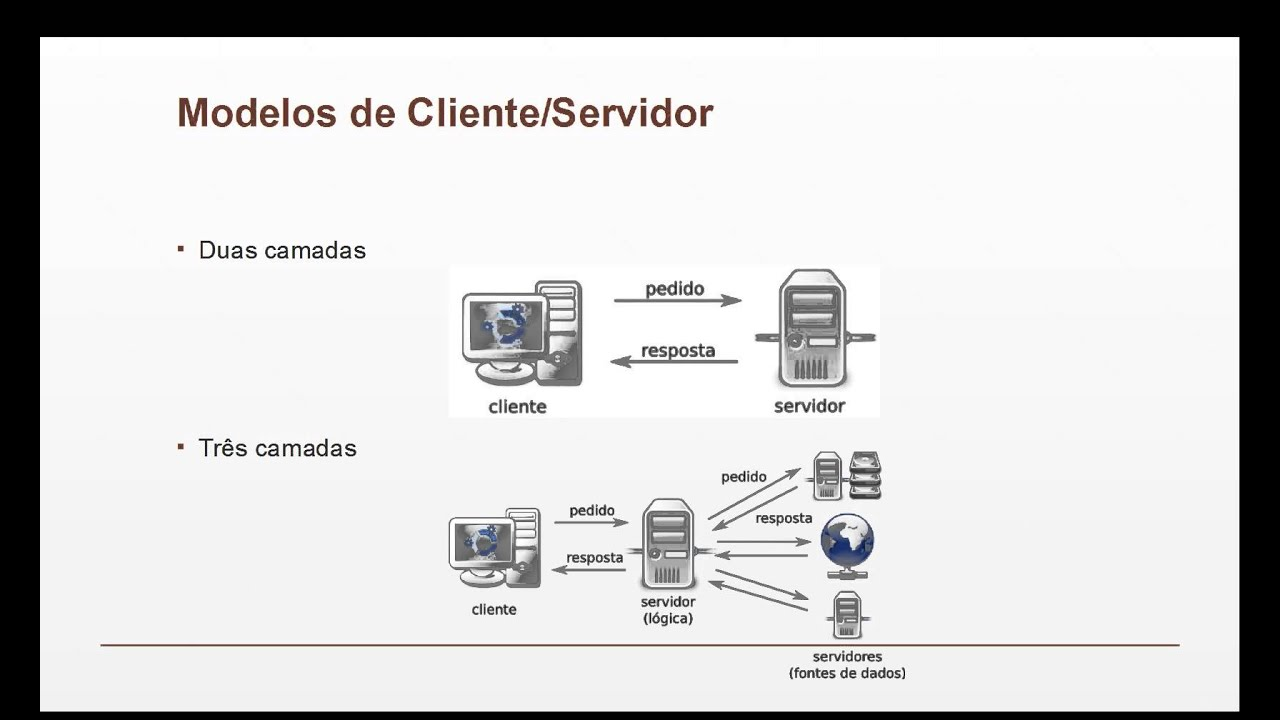 Modelos de Cliente/Servidor
Duas camadas
pedido
resposta
cliente
servidor
Três camadas
pedido
pedido
resposta
resposta
cliente
servidor
(lógica)
servidores
(fontes de dados)